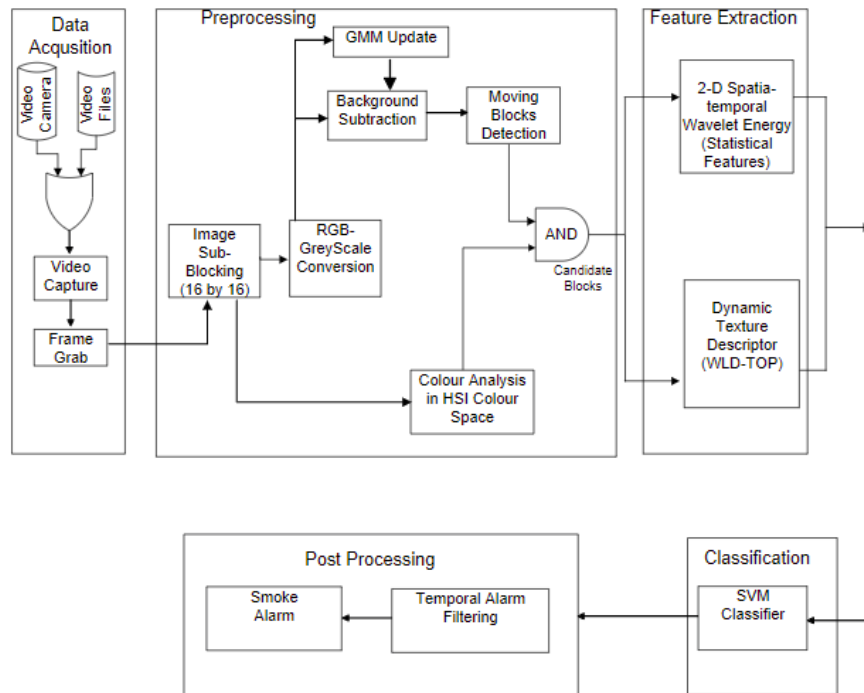 Data
Acqusition
Video
Camera
Video
Files
Video
Capture
Frame
Grab
Preprocessing
GMM Update
Background
Subtraction
Moving
Blocks
Detection
Image
Sub-
Blocking
(16 by 16)
RGB-
GreyScale
Conversion
AND
Candidate
Blocks
Colour Analysis
in HSI Colour
Space
Feature Extraction
2-D Spatia-
temporal
Wavelet Energy
(Statistical
Features)
Dynamic
Texture
Descriptor
(WLD-TOP)
Post Processing
Smoke
Alarm
Temporal Alarm
Filtering
Classification
SVM
Classifier